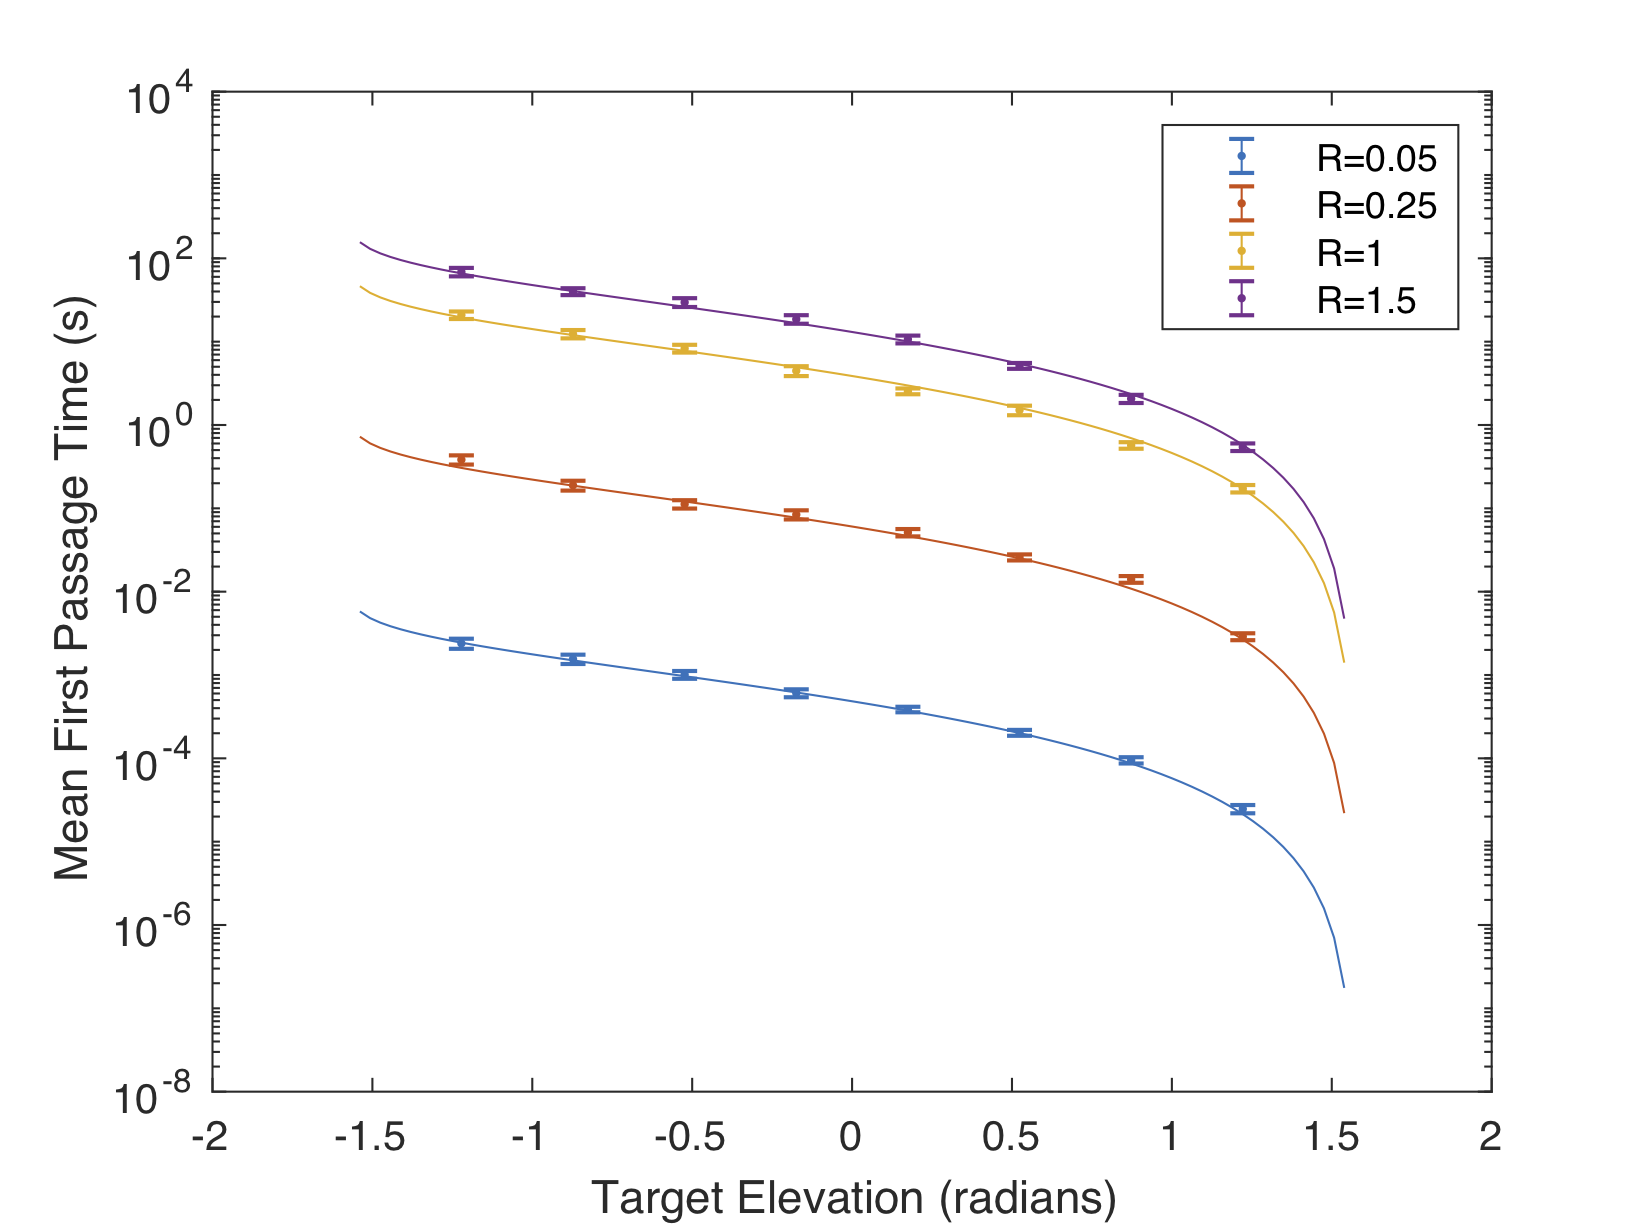 10^4
10^2
10^0
10^-2
10^-4
10^-6
10^-8
Mean First Passage Time (s)
R=0.05
R=0.25
R=1
R=1.5
-2 -1.5 -1 -0.5 0 0.5 1 1.5 2
Target Elevation (radians)